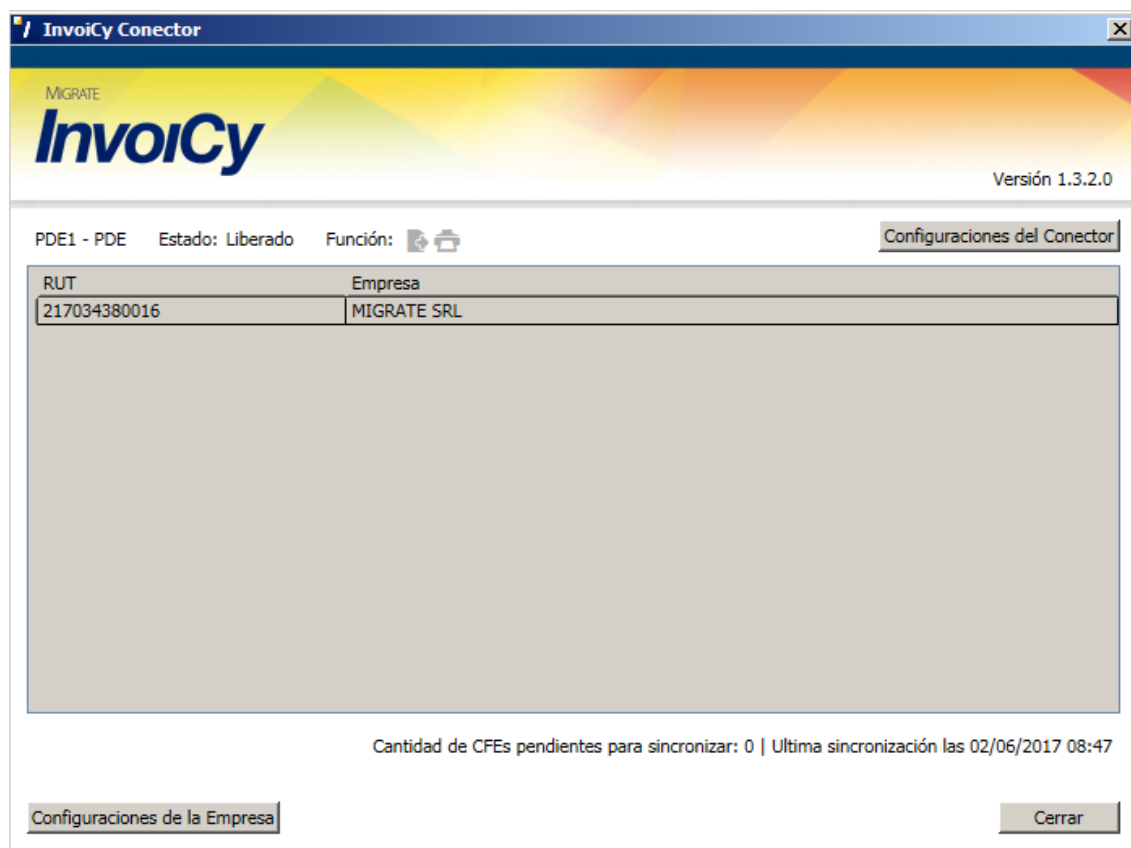 InvoiCy Conector
MIGRATE
InvoiCy
Versión 1.3.2.0
PDE1 - PDE Estado: Liberado Función: Configuraciones del Conector
RUT Empresa
217034380016 MIGRATE SRL
Cantidad de CFEs pendientes para sincronizar: 0 | Ultima sincronización las 02/06/2017 08:47
Configuraciones de la Empresa Cerrar